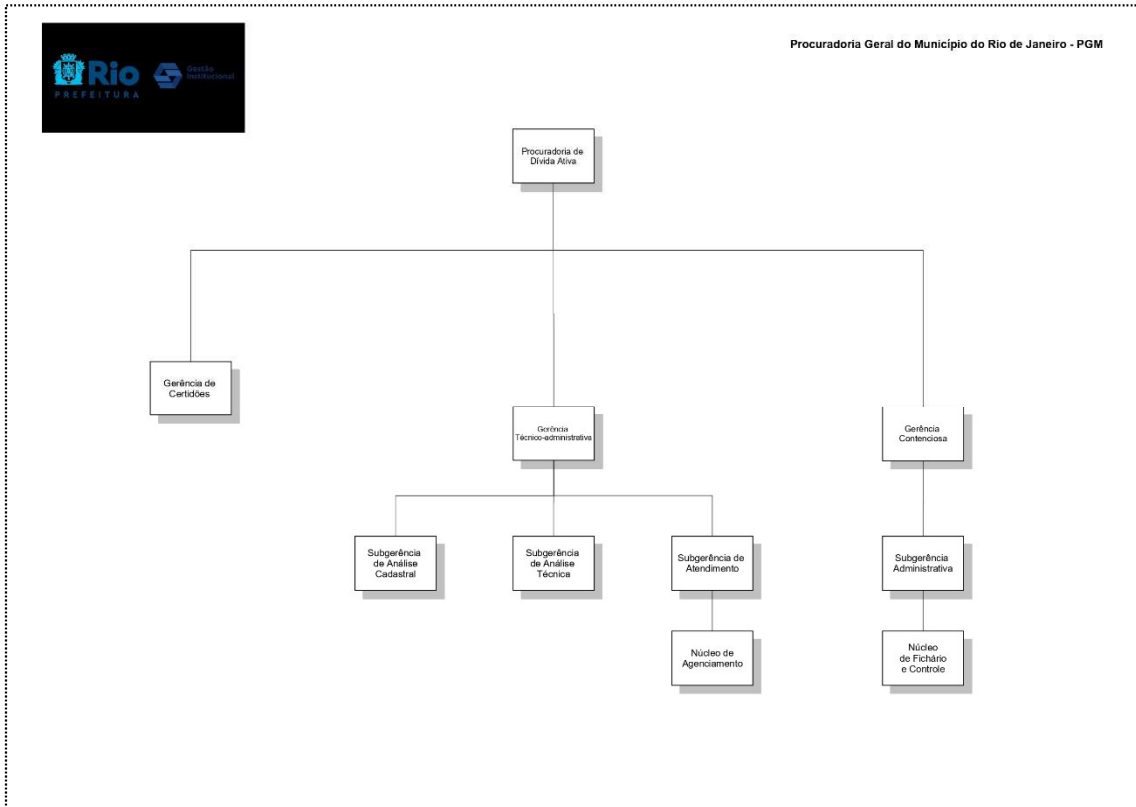 Rio
PREFEITURA
Gestão
Institucional
Procuradoria Geral do Município do Rio de Janeiro - PGM
Procuradoria de
Dívida Ativa
Gerência de
Certidões
Gerência
Técnico-administrativa
Gerência
Contenciosa
Subgerência
de Análise
Cadastral
Subgerência
de Análise
Técnica
Subgerência de
Atendimento
Subgerência
Administrativa
Núcleo de
Agenciamento
Núcleo
de Fichário
e Controle